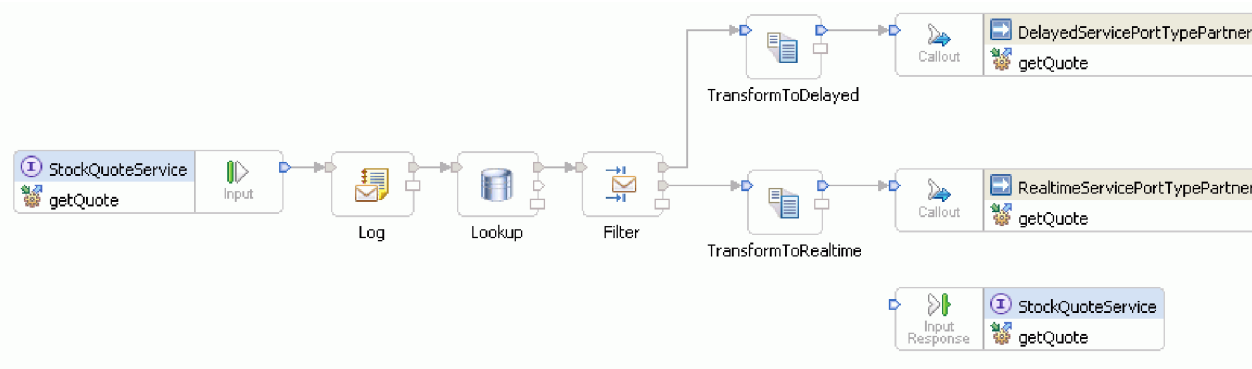 DelayedServicePortTypePartner
Callout
getQuote
TransformToDelayed
StockQuoteService
Input
getQuote
Log
Lookup
Filter
RealtimeServicePortTypePartner
Callout
getQuote
TransformToRealtime
StockQuoteService
Input
Response
getQuote